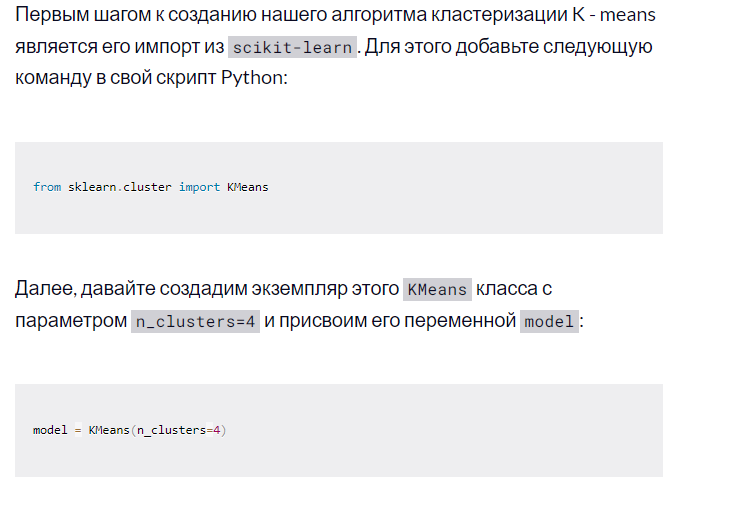 Первым шагом к созданию нашего алгоритма кластеризации K - means
является его импорт из scikit-learn . Для этого добавьте следующую
команду в свой скрипт Python:
from sklearn.cluster import KMeans
Далее, давайте создадим экземпляр этого KMeans класса с
параметром n_clusters=4 и присвоим его переменной model :
model = KMeans(n_clusters=4)